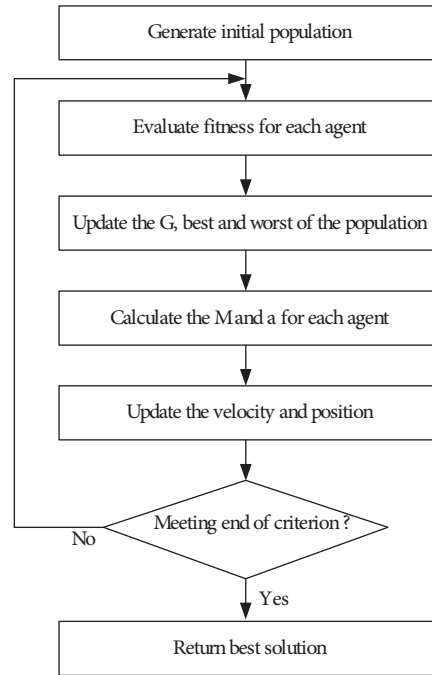 Generate initial population
Evaluate fitness for each agent
Update the G, best and worst of the population
Calculate the M and a for each agent
Update the velocity and position
Meeting end of criterion ?
No
Yes
Return best solution